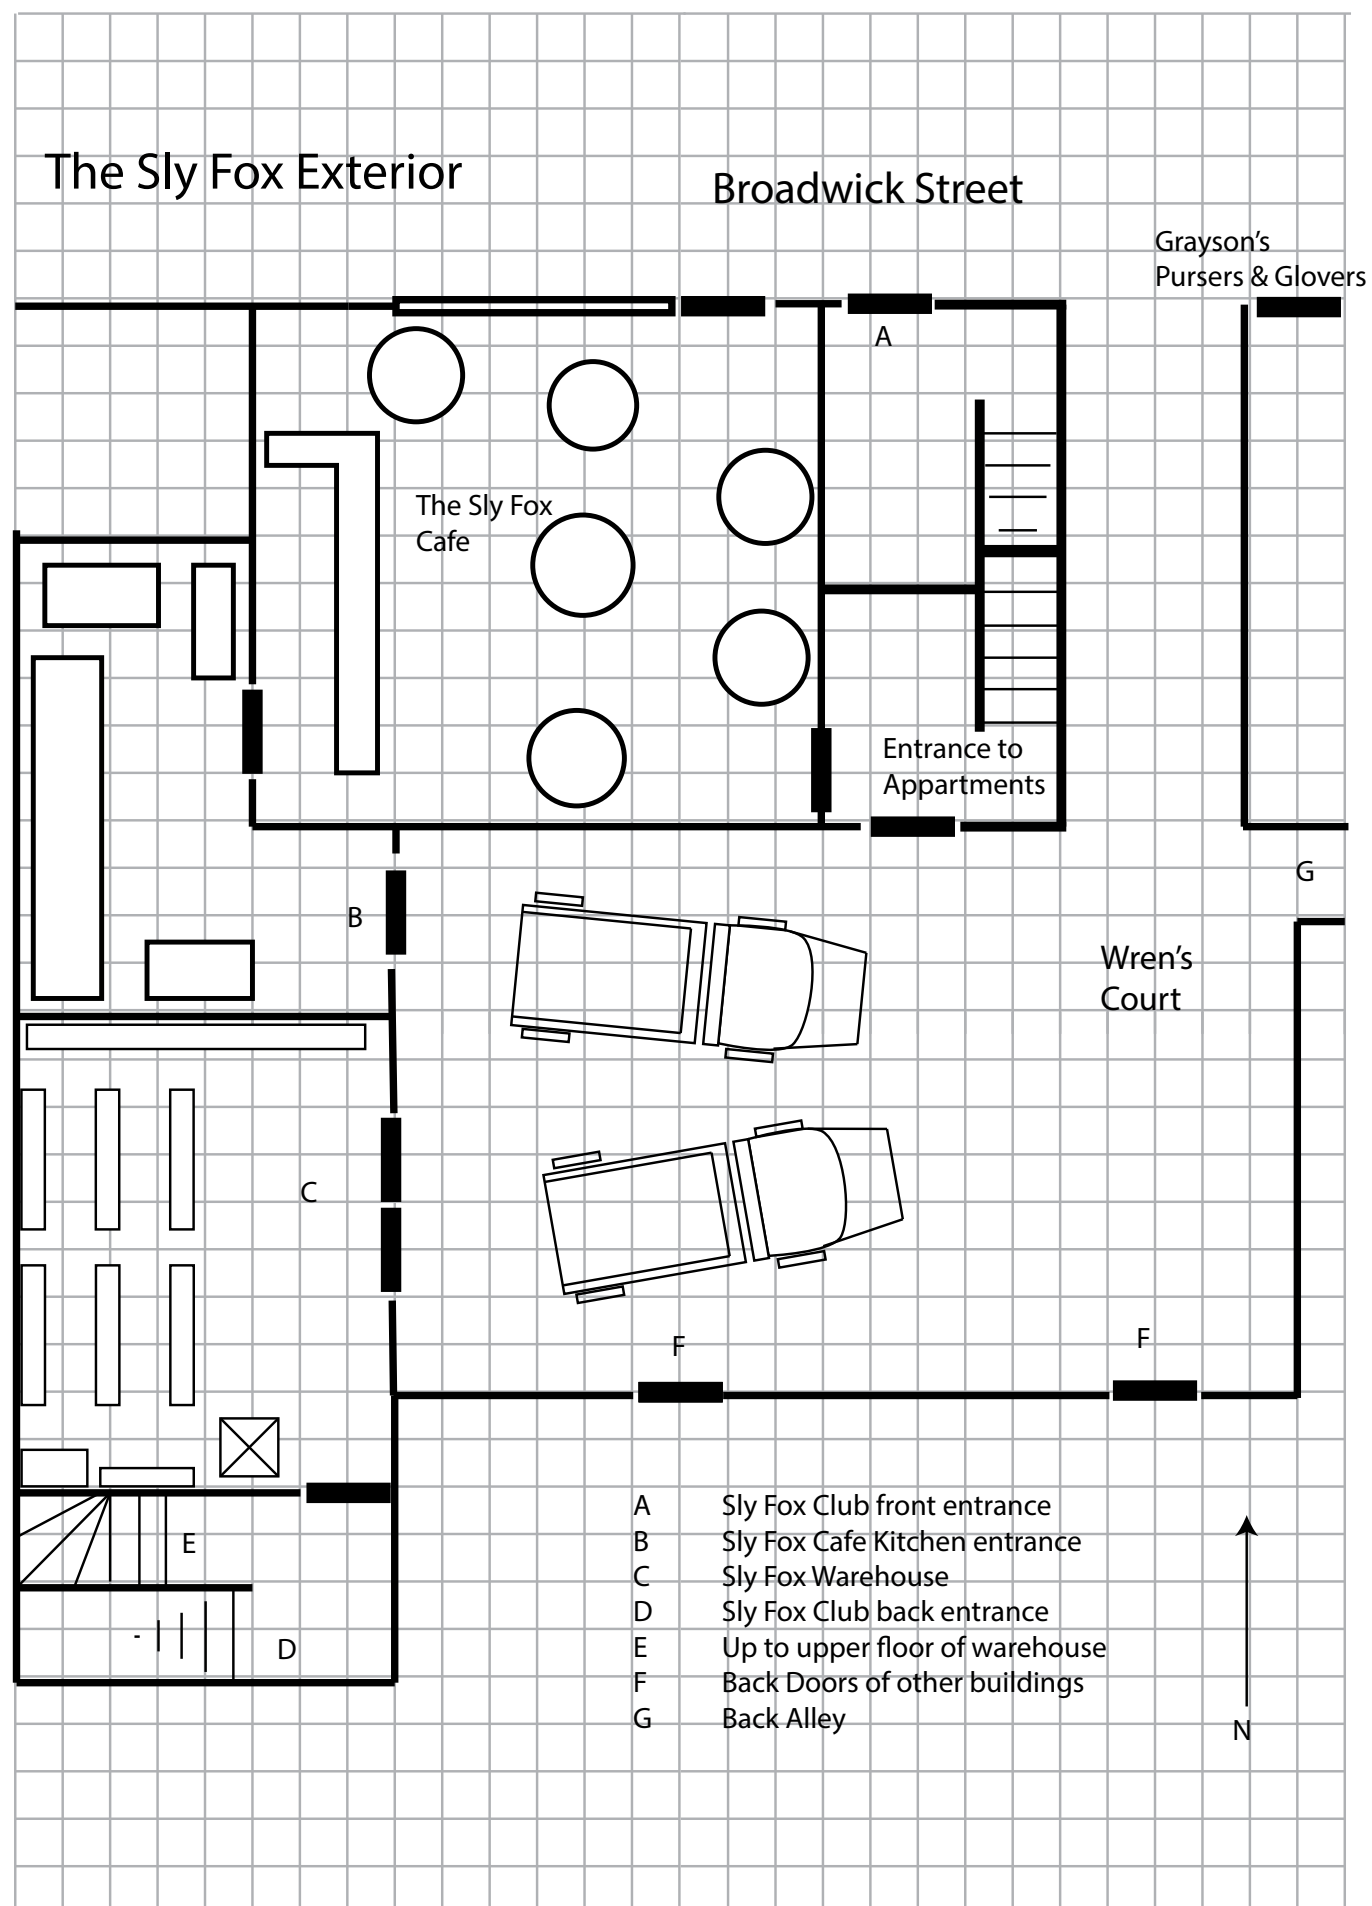 The Sly Fox Exterior
Broadwick Street
Grayson's
Pursers & Glovers
A
The Sly Fox
Cafe
Entrance to
Appartments
G
B
Wren's
Court
C
F
F
E
D
A Sly Fox Club front entrance
B Sly Fox Cafe Kitchen entrance
C Sly Fox Warehouse
D Sly Fox Club back entrance
E Up to upper floor of warehouse
F Back Doors of other buildings
G Back Alley
N